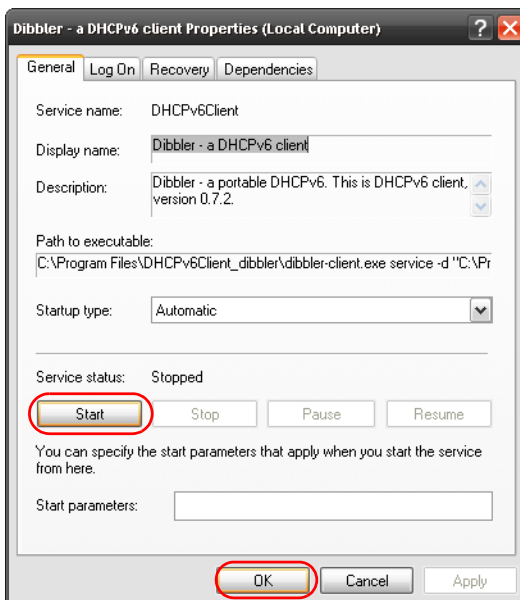 Dibbler - a DHCPv6 client Properties (Local Computer)
General Log On Recovery Dependencies
Service name: DHCPv6Client
Display name: Dibbler - a DHCPv6 client
Description: Dibbler - a portable DHCPv6. This is DHCPv6 client,
version 0.7.2.
Path to executable:
C:\Program Files\DHCPv6Client_dibbler\dibbler-client.exe service -d "C:\Pr
Startup type: Automatic
Service status: Stopped
Start Stop Pause Resume
You can specify the start parameters that apply when you start the service
from here.
Start parameters:
OK Cancel Apply